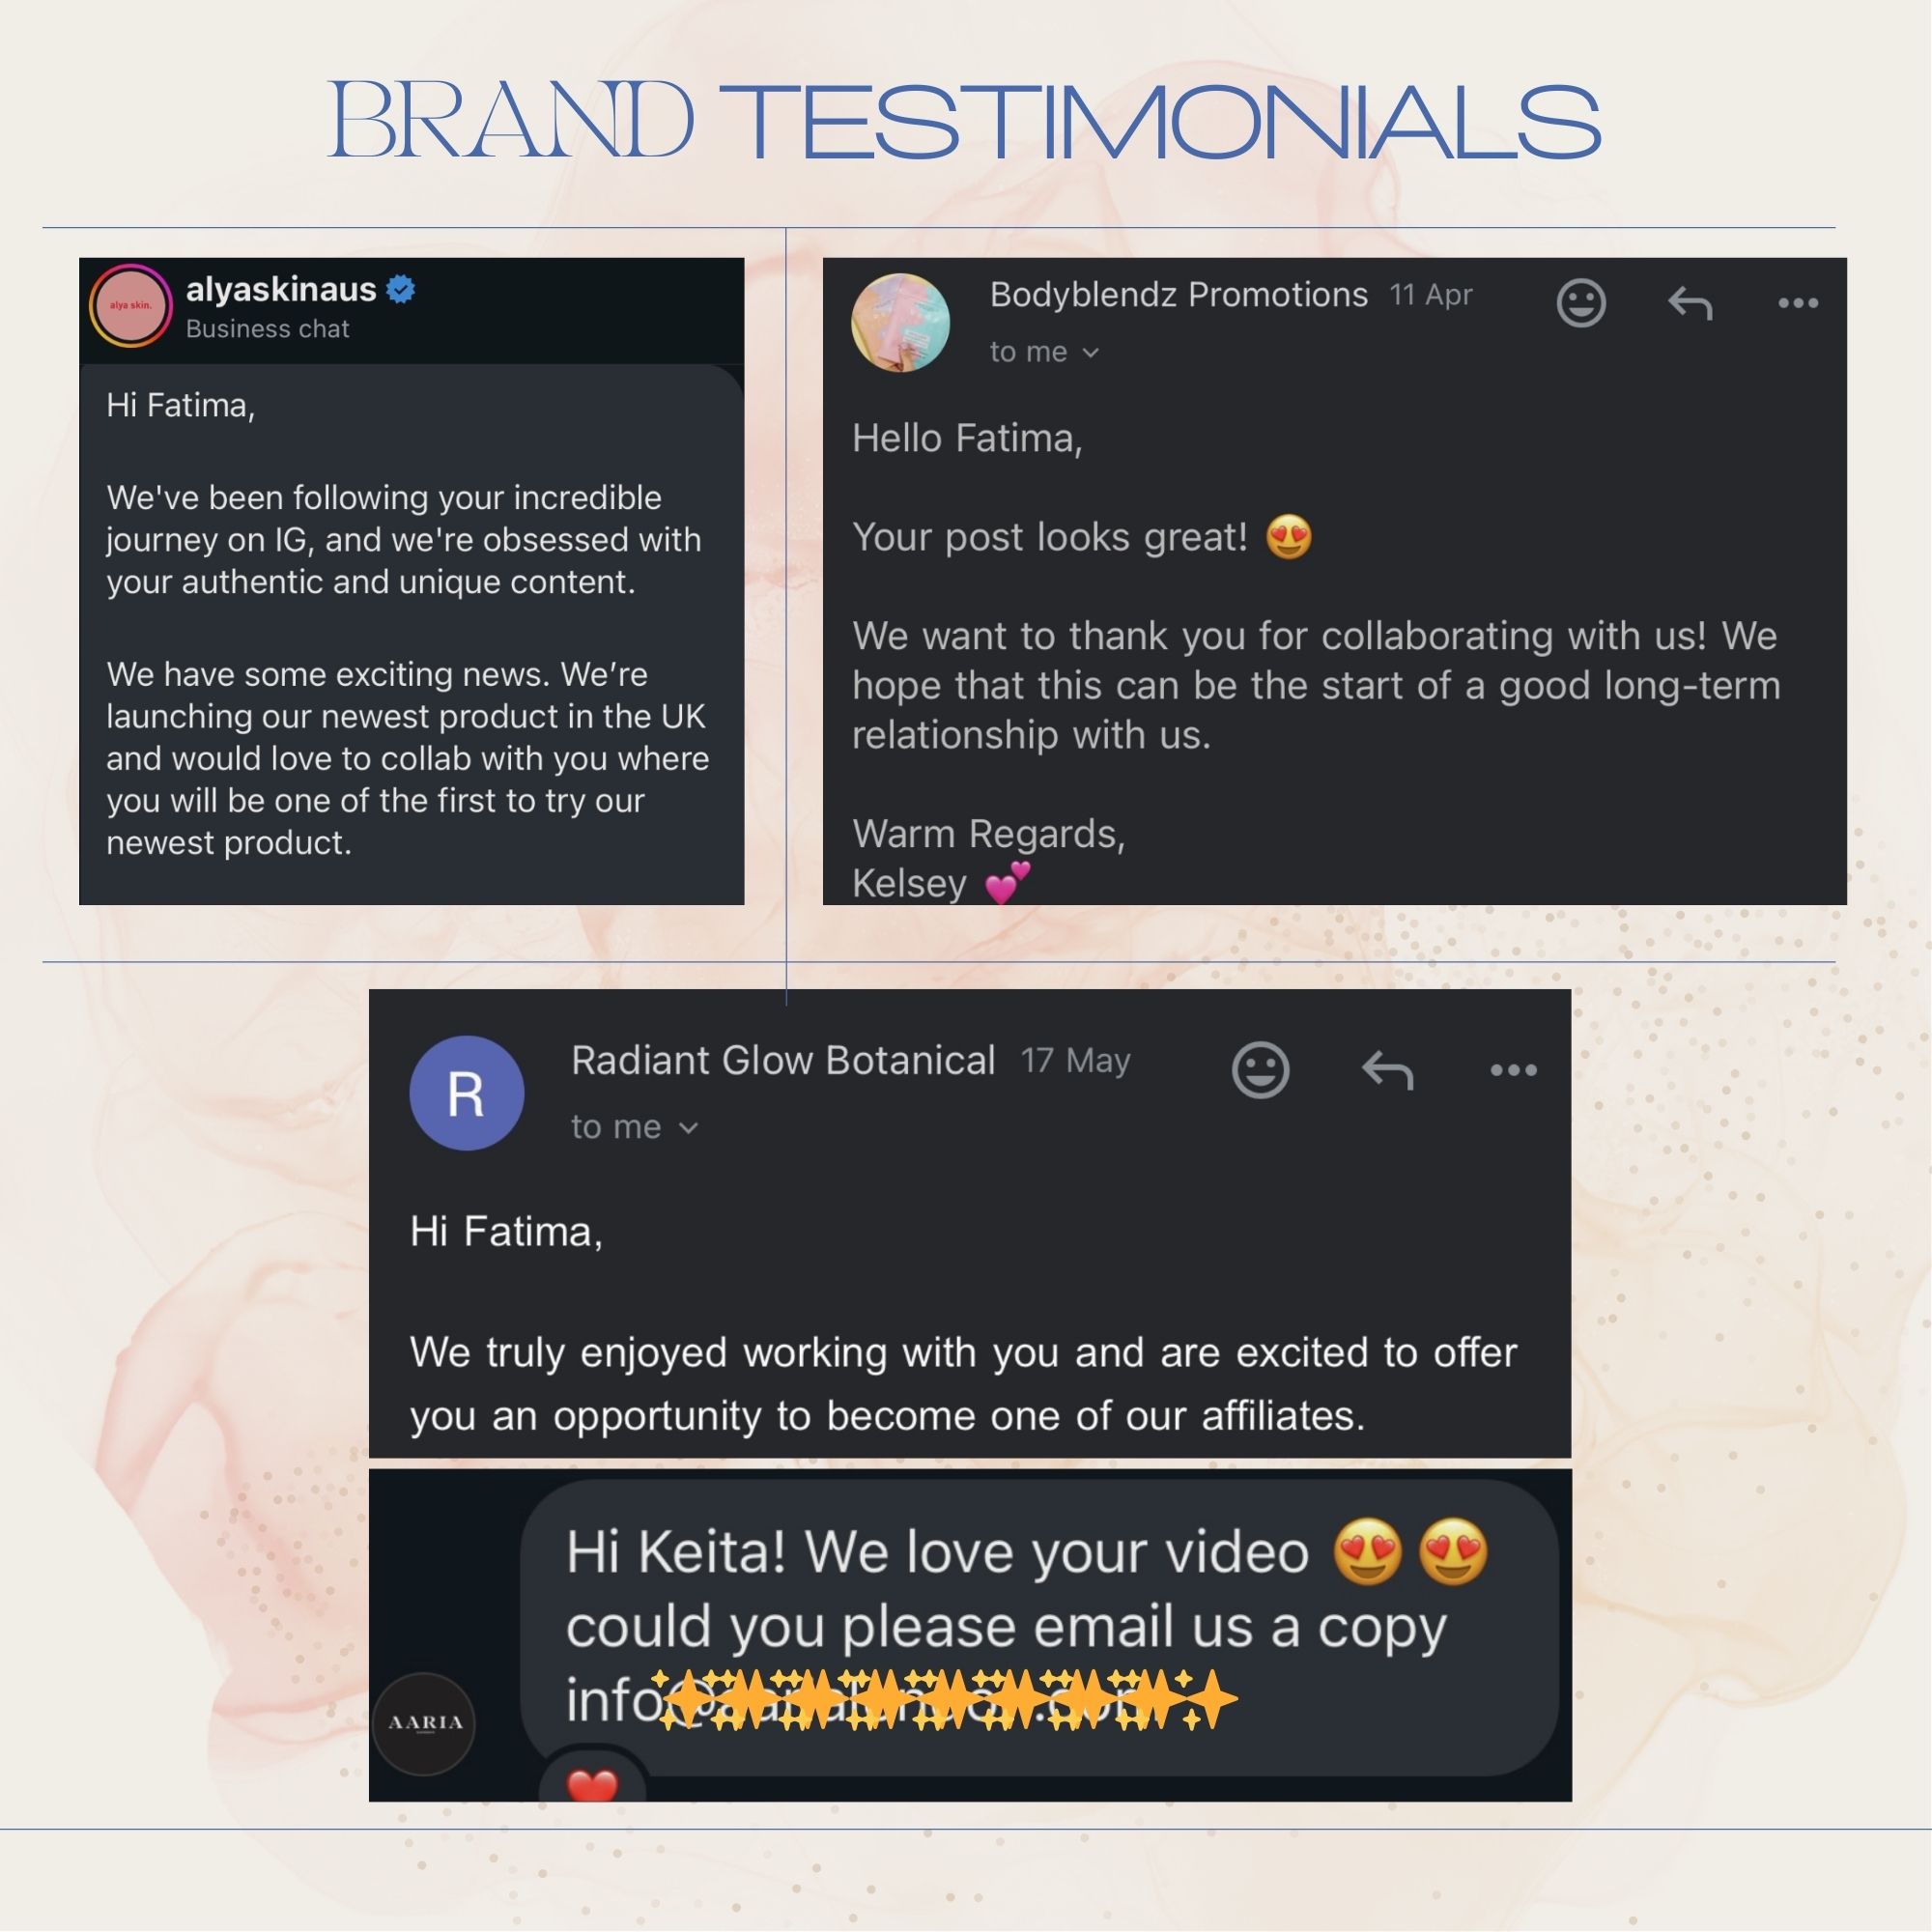 BRAND TESTIMONIALS
alya skin.
alyaskinaus
Business chat
Hi Fatima,
We've been following your incredible
journey on IG, and we're obsessed with
your authentic and unique content.
We have some exciting news. We’re
launching our newest product in the UK
and would love to collab with you where
you will be one of the first to try our
newest product.
Bodyblendz Promotions 11 Apr
to me
Hello Fatima,
Your post looks great! 😍
We want to thank you for collaborating with us! We
hope that this can be the start of a good long-term
relationship with us.
Warm Regards,
Kelsey 💕
R
Radiant Glow Botanical 17 May
to me
Hi Fatima,
We truly enjoyed working with you and are excited to offer
you an opportunity to become one of our affiliates.
Hi Keita! We love your video 😍 😍
could you please email us a copy
info
AARIA